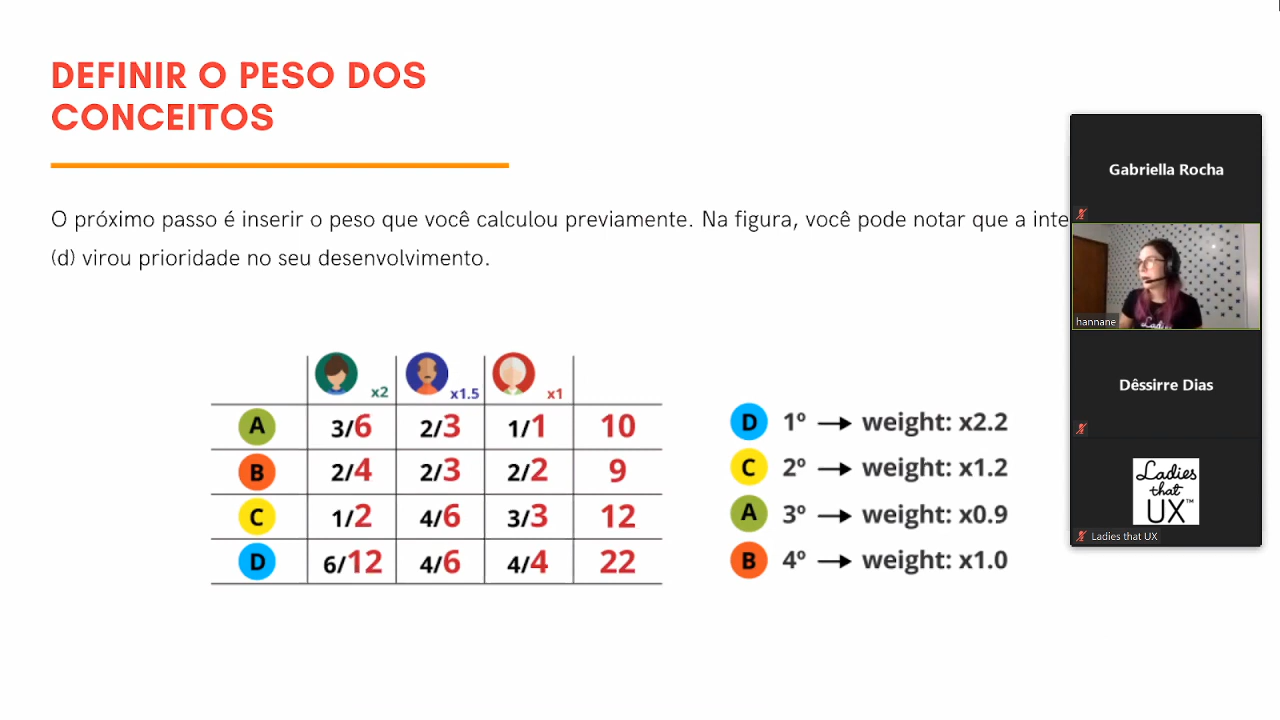 DEFINIR O PESO DOS
CONCEITOS
O próximo passo é inserir o peso que você calculou previamente. Na figura, você pode notar que a inte
(d) virou prioridade no seu desenvolvimento.
x2 x1.5 x1
A 3/6 2/3 1/1 10
B 2/4 2/3 2/2 9
C 1/2 4/6 3/3 12
D 6/12 4/6 4/4 22
D 1º → weight: x2.2
C 2º → weight: x1.2
A 3º → weight: x0.9
B 4º → weight: x1.0
Gabriella Rocha
hannane
Dêssirre Dias
Ladies
that
UX™
Ladies that UX